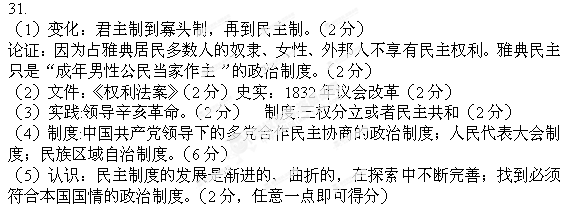 31.
（1）变化：君主制到寡头制，再到民主制。（2分）
论证：因为占雅典居民多数人的奴隶、女性、外邦人不享有民主权利。雅典民主
只是“成年男性公民当家作主”的政治制度。（2分）
（2）文件：《权利法案》（2分）史实：1832年议会改革（2分）
（3）实践:领导辛亥革命。（2分）　制度:三权分立或者民主共和（2分）
（4）制度:中国共产党领导下的多党合作民主协商的政治制度；人民代表大会制
度；民族区域自治制度。（6分）
（5）认识：民主制度的发展是渐进的、曲折的，在探索中不断完善；找到必须
符合本国国情的政治制度。（2分，任意一点即可得分）